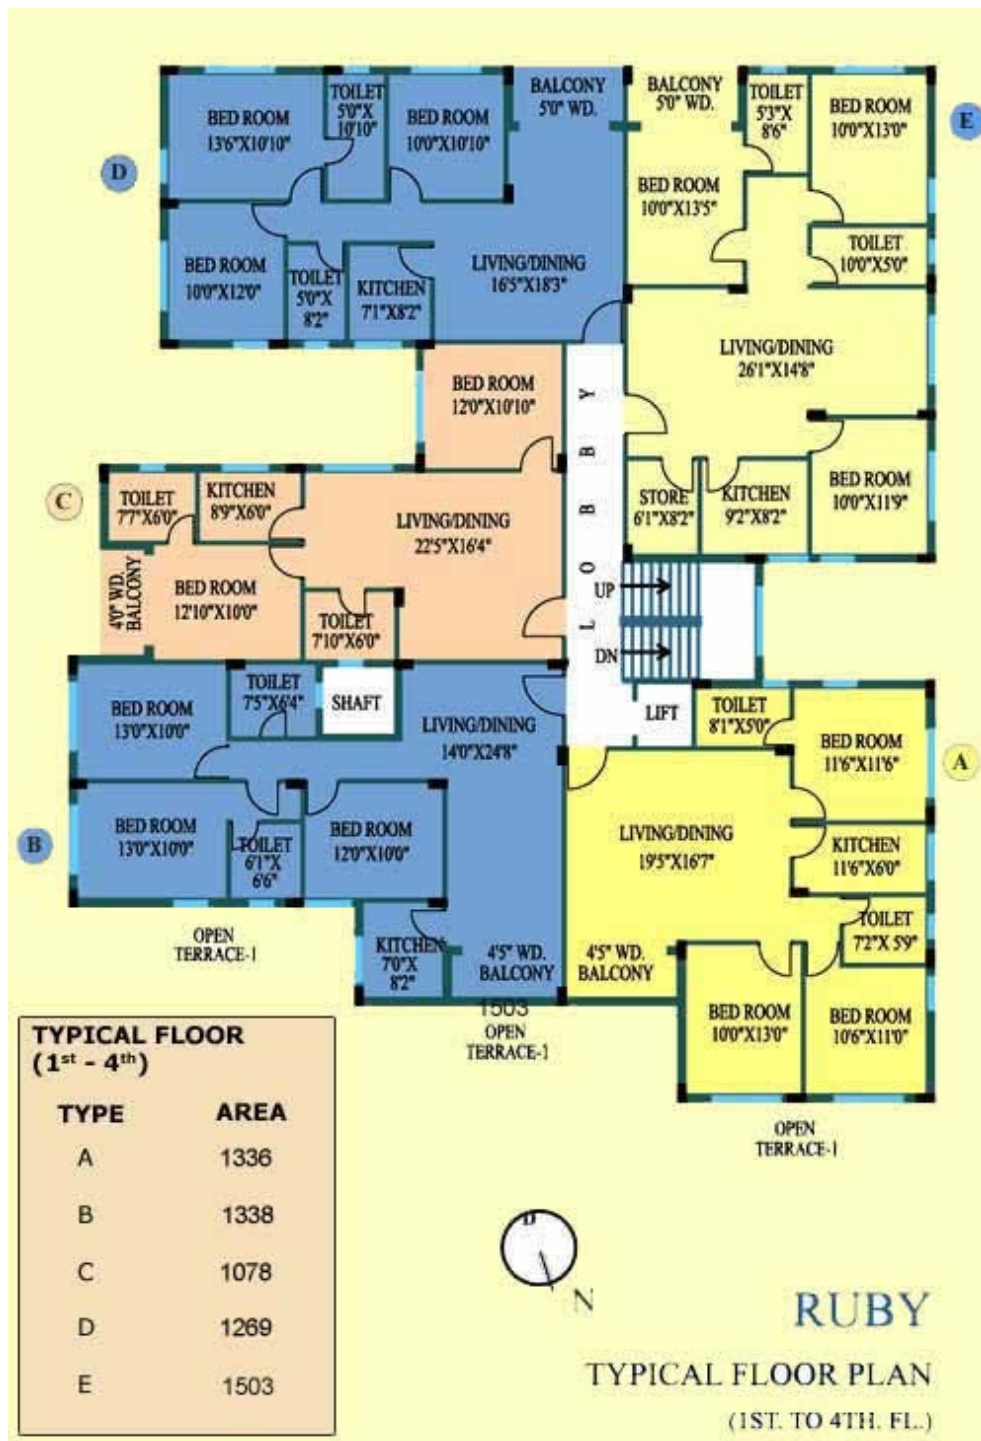 BALCONY
5'0" WD.
BALCONY
5'0" WD.
TOILET
5'0"X
10'10"
TOILET
5'3"X
8'6"
BED ROOM
13'6"X10'10"
BED ROOM
10'0"X10'10"
BED ROOM
10'0"X13'0"
E
D
BED ROOM
10'0"X13'5"
TOILET
10'0"X5'0"
BED ROOM
10'0"X12'0"
TOILET
5'0"X
8'2"
KITCHEN
7'1"X8'2"
LIVING/DINING
16'5"X18'3"
LIVING/DINING
26'1"X14'8"
BED ROOM
12'0"X10'10"
LOBBY
C
TOILET
7'7"X6'0"
KITCHEN
8'9"X6'0"
LIVING/DINING
22'5"X16'4"
STORE
6'1"X8'2"
KITCHEN
9'2"X8'2"
BED ROOM
10'0"X11'9"
4'0" WD.
BALCONY
BED ROOM
12'10"X10'0"
TOILET
7'10"X6'0"
UP
DN
BED ROOM
13'0"X10'0"
TOILET
7'5"X6'4"
SHAFT
LIVING/DINING
14'0"X24'8"
LIFT
TOILET
8'1"X5'0"
BED ROOM
11'6"X11'6"
A
BED ROOM
13'0"X10'0"
TOILET
6'1"X
6'6"
BED ROOM
12'0"X10'0"
B
LIVING/DINING
19'5"X16'7"
KITCHEN
11'6"X6'0"
TOILET
7'2"X 5'9"
OPEN
TERRACE-1
KITCHEN
7'0"X
8'2"
4'5" WD.
BALCONY
4'5" WD.
BALCONY
1503
OPEN
TERRACE-1
BED ROOM
10'0"X13'0"
BED ROOM
10'6"X11'0"
OPEN
TERRACE-1
TYPICAL FLOOR
(1st - 4th)
TYPE AREA
A 1336
B 1338
C 1078
D 1269
E 1503
D
N
RUBY
TYPICAL FLOOR PLAN
(1ST. TO 4TH. FL.)